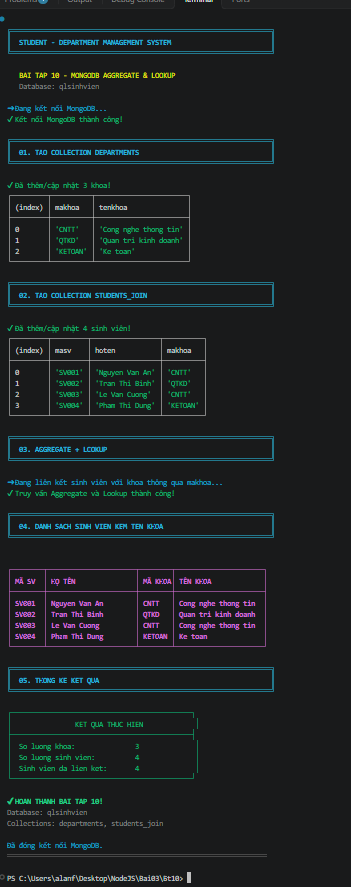 Output
Debug Console
Terminal
Ports
STUDENT - DEPARTMENT MANAGEMENT SYSTEM
BAI TAP 10 - MONGODB AGGREGATE & LOOKUP
Database: qlsinhvien
➜Đang kết nối MongoDB...
✓ Kết nối MongoDB thành công!
01. TAO COLLECTION DEPARTMENTS
✓ Đã thêm/cập nhật 3 khoa!
(index) makhoa tenkhoa
0 'CNTT' 'Cong nghe thong tin'
1 'QTKD' 'Quan tri kinh doanh'
2 'KETOAN' 'Ke toan'
02. TAO COLLECTION STUDENTS_JOIN
✓ Đã thêm/cập nhật 4 sinh viên!
(index) masv hoten makhoa
0 'SV001' 'Nguyen Van An' 'CNTT'
1 'SV002' 'Tran Thi Binh' 'QTKD'
2 'SV003' 'Le Van Cuong' 'CNTT'
3 'SV004' 'Pham Thi Dung' 'KETOAN'
03. AGGREGATE + LOOKUP
➜Đang liên kết sinh viên với khoa thông qua makhoa...
✓ Truy vấn Aggregate và Lookup thành công!
04. DANH SACH SINH VIEN KEM TEN KHOA
MÃ SV HỌ TÊN MÃ KHOA TÊN KHOA
SV001 Nguyen Van An CNTT Cong nghe thong tin
SV002 Tran Thi Binh QTKD Quan tri kinh doanh
SV003 Le Van Cuong CNTT Cong nghe thong tin
SV004 Pham Thi Dung KETOAN Ke toan
05. THONG KE KET QUA
KET QUA THUC HIEN
So luong khoa: 3
So luong sinh vien: 4
Sinh vien da lien ket: 4
✓HOAN THANH BAI TAP 10!
Database: qlsinhvien
Collections: departments, students_join
Đã đóng kết nối MongoDB.
PS C:\Users\alanf\Desktop\NodeJS\Bai03\Bt10>